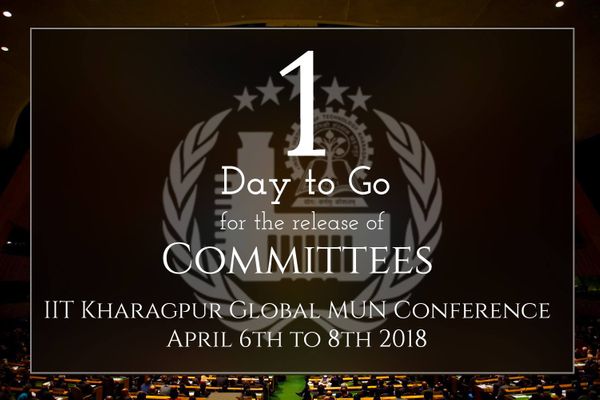 1
Day to Go
for the release of
Committees
IIT Kharagpur Global MUN Conference
April 6th to 8th 2018